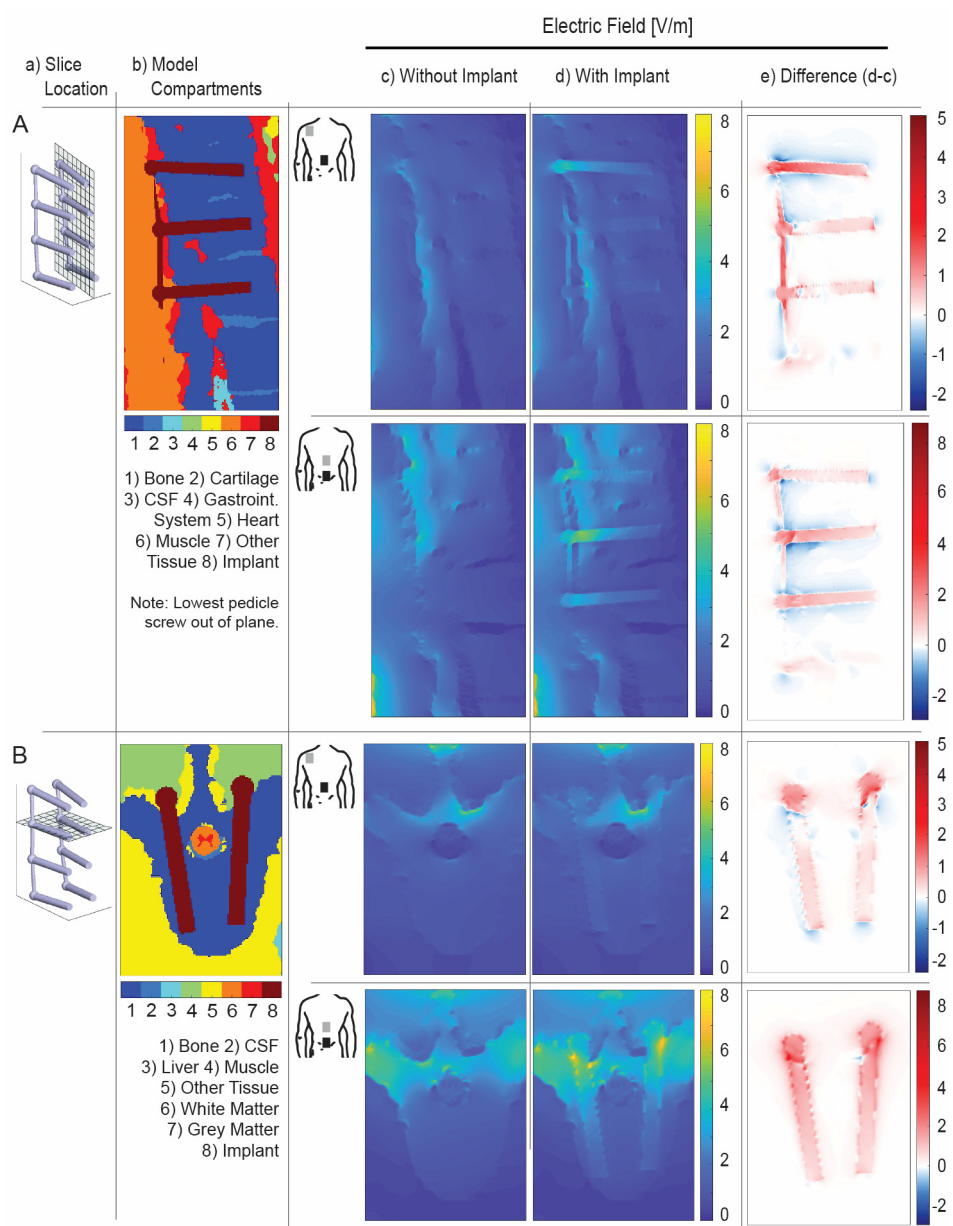 Electric Field [V/m]
a) Slice
Location
b) Model
Compartments
c) Without Implant
d) With Implant
e) Difference (d-c)
A
8
6
4
2
0
5
4
3
2
1
0
-1
-2
1 2 3 4 5 6 7 8
1) Bone 2) Cartilage
3) CSF 4) Gastroint.
System 5) Heart
6) Muscle 7) Other
Tissue 8) Implant
Note: Lowest pedicle
screw out of plane.
8
6
4
2
0
8
6
4
2
0
-2
B
8
6
4
2
0
5
4
3
2
1
0
-1
-2
1 2 3 4 5 6 7 8
1) Bone 2) CSF
3) Liver 4) Muscle
5) Other Tissue
6) White Matter
7) Grey Matter
8) Implant
8
6
4
2
0
8
6
4
2
0
-2